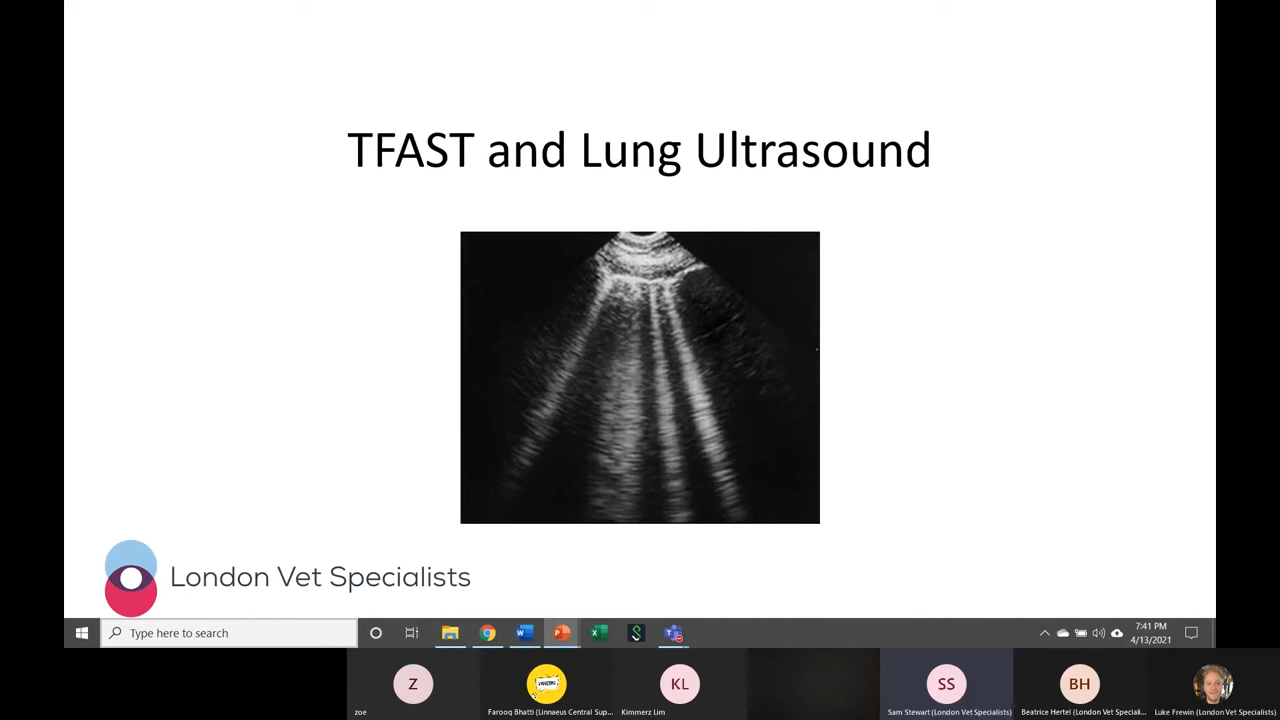 TFAST and Lung Ultrasound
London Vet Specialists
Type here to search
7:41 PM
4/13/2021
Z
KL
SS
BH
zoe
Farooq Bhatti (Linnaeus Central Sup...
Kimmerz Lim
Sam Stewart (London Vet Specialists)
Beatrice Hertel (London Vet Speciali...
Luke Frewin (London Vet Specialists)